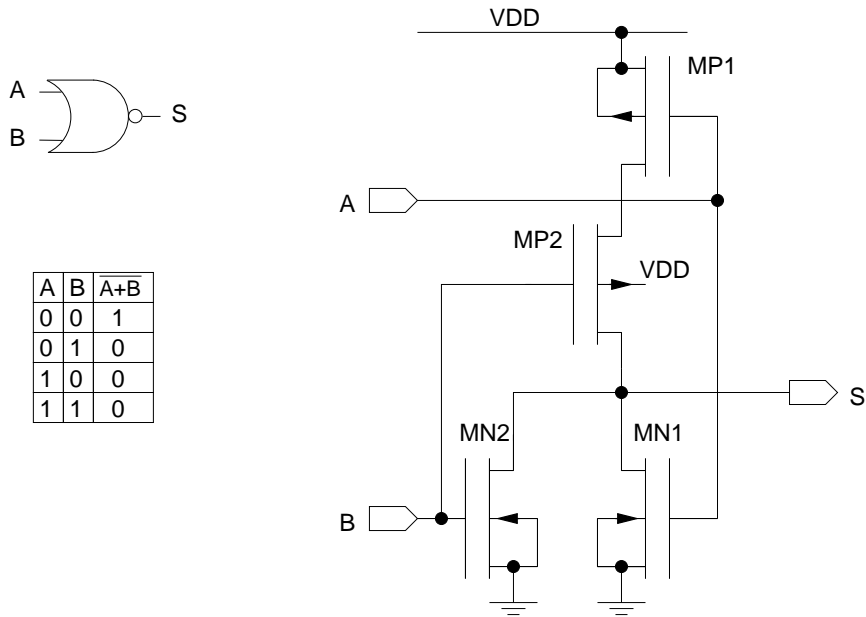 VDD
MP1
A
B
S
A
MP2
VDD
A B A+B
0 0 1
0 1 0
1 0 0
1 1 0
S
MN2
MN1
B